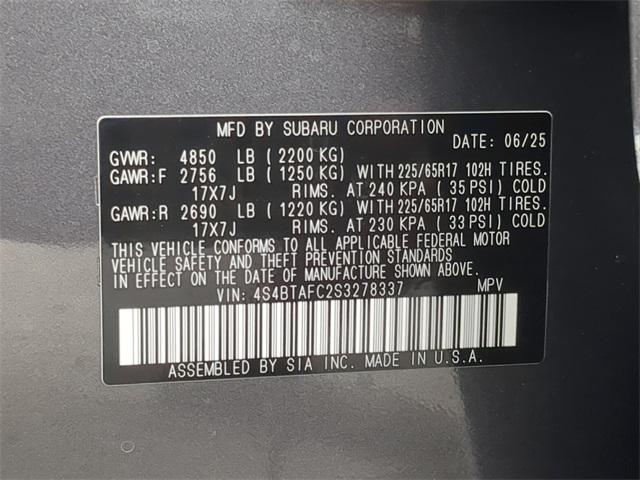 MFD BY SUBARU CORPORATION DATE: 06/25
GVWR: 4850 LB ( 2200 KG)
GAWR:F 2756 LB ( 1250 KG) WITH 225/65R17 102H TIRES.
17X7J RIMS. AT 240 KPA ( 35 PSI) COLD
GAWR:R 2690 LB ( 1220 KG) WITH 225/65R17 102H TIRES.
17X7J RIMS. AT 230 KPA ( 33 PSI) COLD
THIS VEHICLE CONFORMS TO ALL APPLICABLE FEDERAL MOTOR
VEHICLE SAFETY AND THEFT PREVENTION STANDARDS
IN EFFECT ON THE DATE OF MANUFACTURE SHOWN ABOVE.
VIN: 4S4BTAFC2S3278337 MPV
ASSEMBLED BY SIA INC. MADE IN U.S.A.